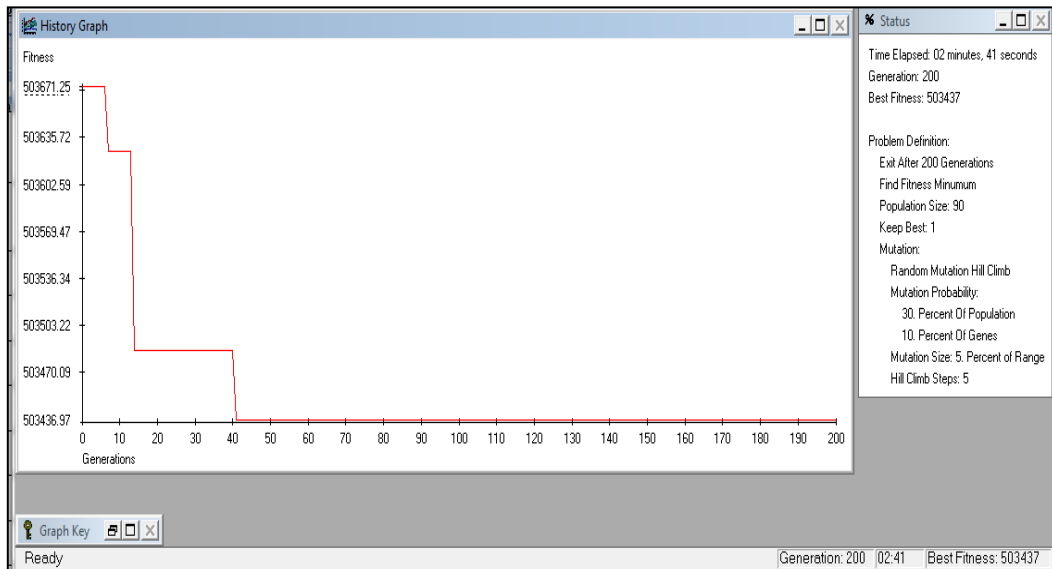 History Graph
Fitness
503671.25
503635.72
503602.59
503569.47
503536.34
503503.22
503470.09
503436.97
0 10 20 30 40 50 60 70 80 90 100 110 120 130 140 150 160 170 180 190 200
Generations
% Status
Time Elapsed: 02 minutes, 41 seconds
Generation: 200
Best Fitness: 503437
Problem Definition:
Exit After 200 Generations
Find Fitness Minumum
Population Size: 90
Keep Best: 1
Mutation:
Random Mutation Hill Climb
Mutation Probability:
30. Percent Of Population
10. Percent Of Genes
Mutation Size: 5. Percent of Range
Hill Climb Steps: 5
Graph Key
Ready
Generation: 200 02:41 Best Fitness: 503437